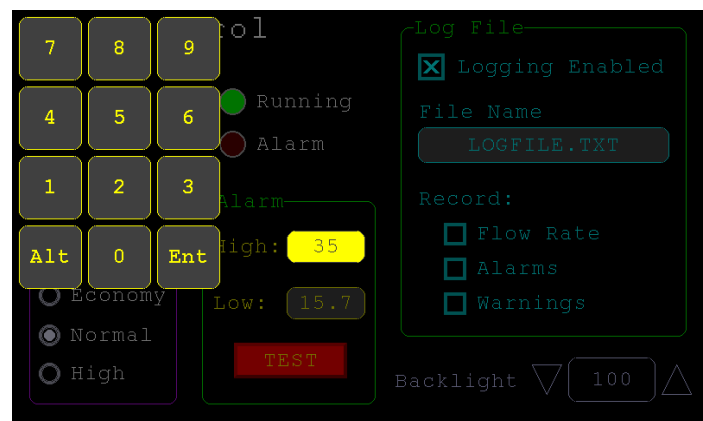 7 8 9
4 5 6
1 2 3
Alt 0 Ent
rol
Running
Alarm
Alarm
High: 35
Low: 15.7
TEST
Economy
Normal
High
Log File
Logging Enabled
File Name
LOGFILE.TXT
Record:
Flow Rate
Alarms
Warnings
Backlight 100